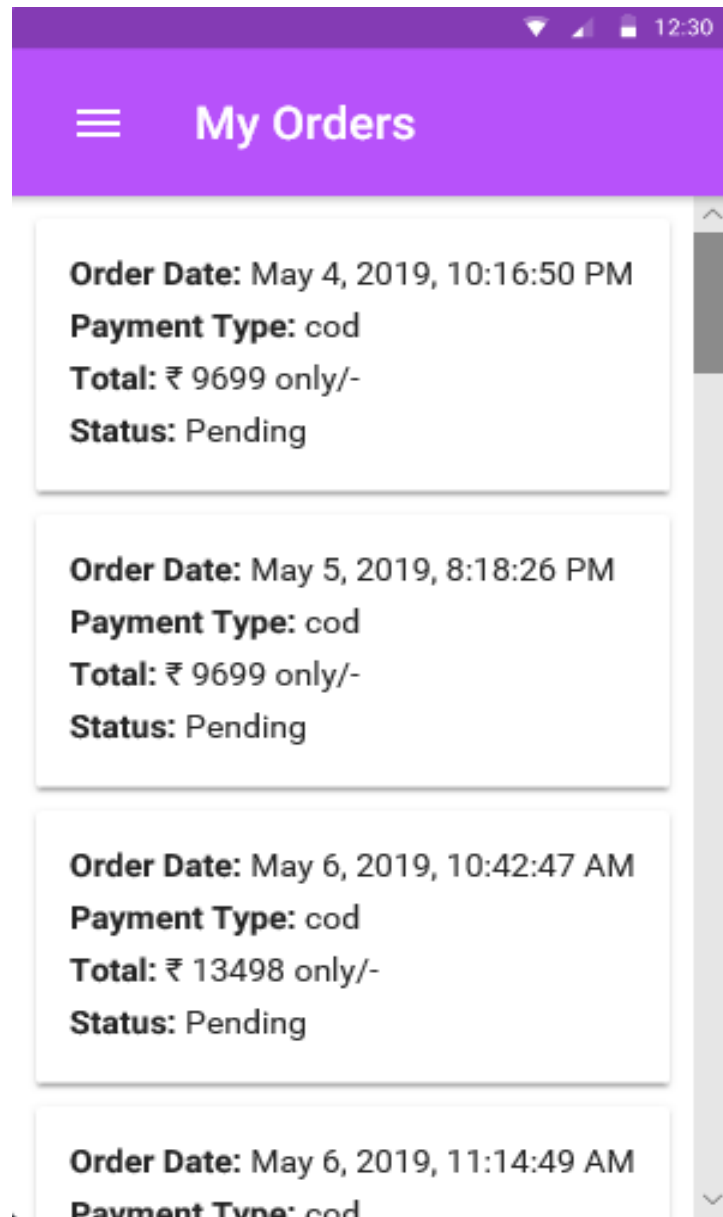 12:30
My Orders
Order Date: May 4, 2019, 10:16:50 PM
Payment Type: cod
Total: ₹ 9699 only/-
Status: Pending
Order Date: May 5, 2019, 8:18:26 PM
Payment Type: cod
Total: ₹ 9699 only/-
Status: Pending
Order Date: May 6, 2019, 10:42:47 AM
Payment Type: cod
Total: ₹ 13498 only/-
Status: Pending
Order Date: May 6, 2019, 11:14:49 AM
Payment Type: cod